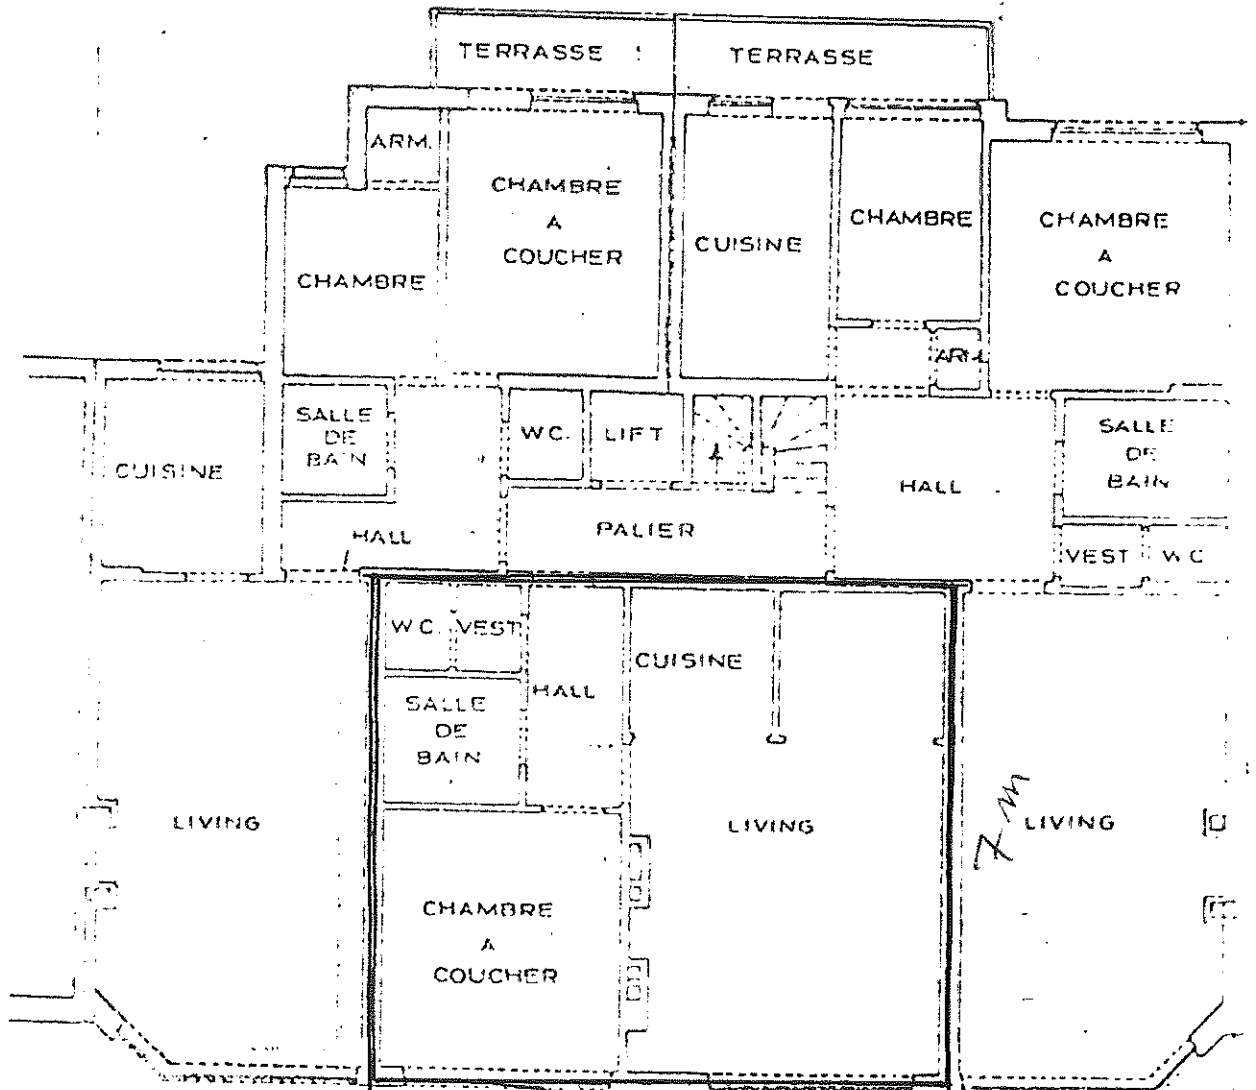 TERRASSE
TERRASSE
ARM.
CHAMBRE
A
COUCHER
CHAMBRE
CUISINE
CHAMBRE
CHAMBRE
A
COUCHER
ARM.
CUISINE
SALLE
DE
BAIN
HALL
W.C.
LIFT
PALIER
HALL
SALLE
DE
BAIN
VEST
W C
W.C.
VEST
HALL
CUISINE
SALLE
DE
BAIN
LIVING
LIVING
7 m
LIVING
CHAMBRE
A
COUCHER